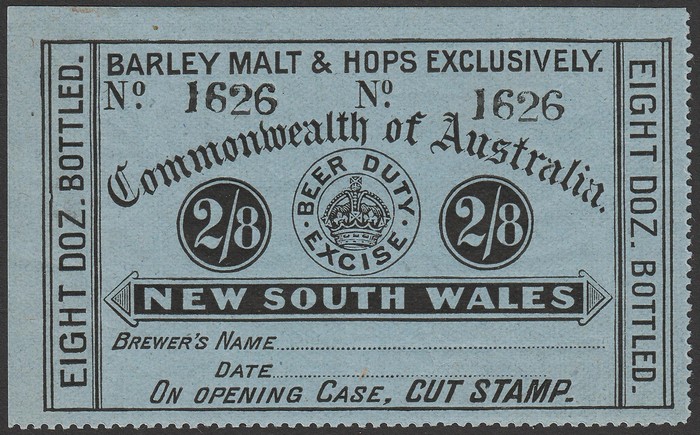 BARLEY MALT & HOPS EXCLUSIVELY.
Nº 1626 Nº 1626
Commonwealth of Australia.
EIGHT DOZ. BOTTLED.
2/8
BEER DUTY · EXCISE ·
2/8
EIGHT DOZ. BOTTLED.
NEW SOUTH WALES
BREWER'S NAME
DATE
ON OPENING CASE, CUT STAMP.